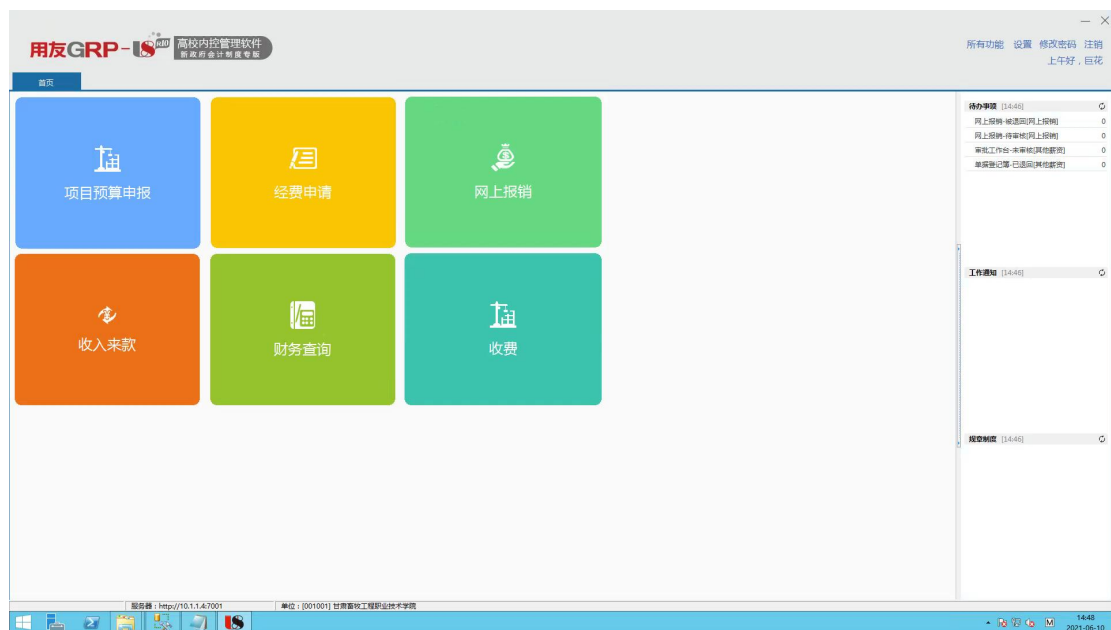 用友GRP-U8 R10 高校内控管理软件
新政府会计制度专版
所有功能 设置 修改密码 注销
上午好，巨花
首页
项目预算申报
经费申请
网上报销
收入来款
财务查询
收费
待办事项 [14:46]
网上报销-被退回[网上报销] 0
网上报销-待审核[网上报销] 0
审批工作台-未审核[其他薪资] 0
单据登记簿-已退回[其他薪资] 0
工作通知 [14:46]
规章制度 [14:46]
服务器：http://10.1.1.4:7001
单位：[001001] 甘肃畜牧工程职业技术学院
M
14:48
2021-06-10